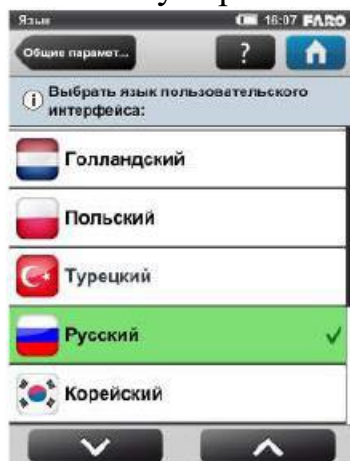 Язык 16:07 FARO
Общие парамет... ?
Выбрать язык пользовательского
интерфейса:
Голландский
Польский
Турецкий
Русский
Корейский